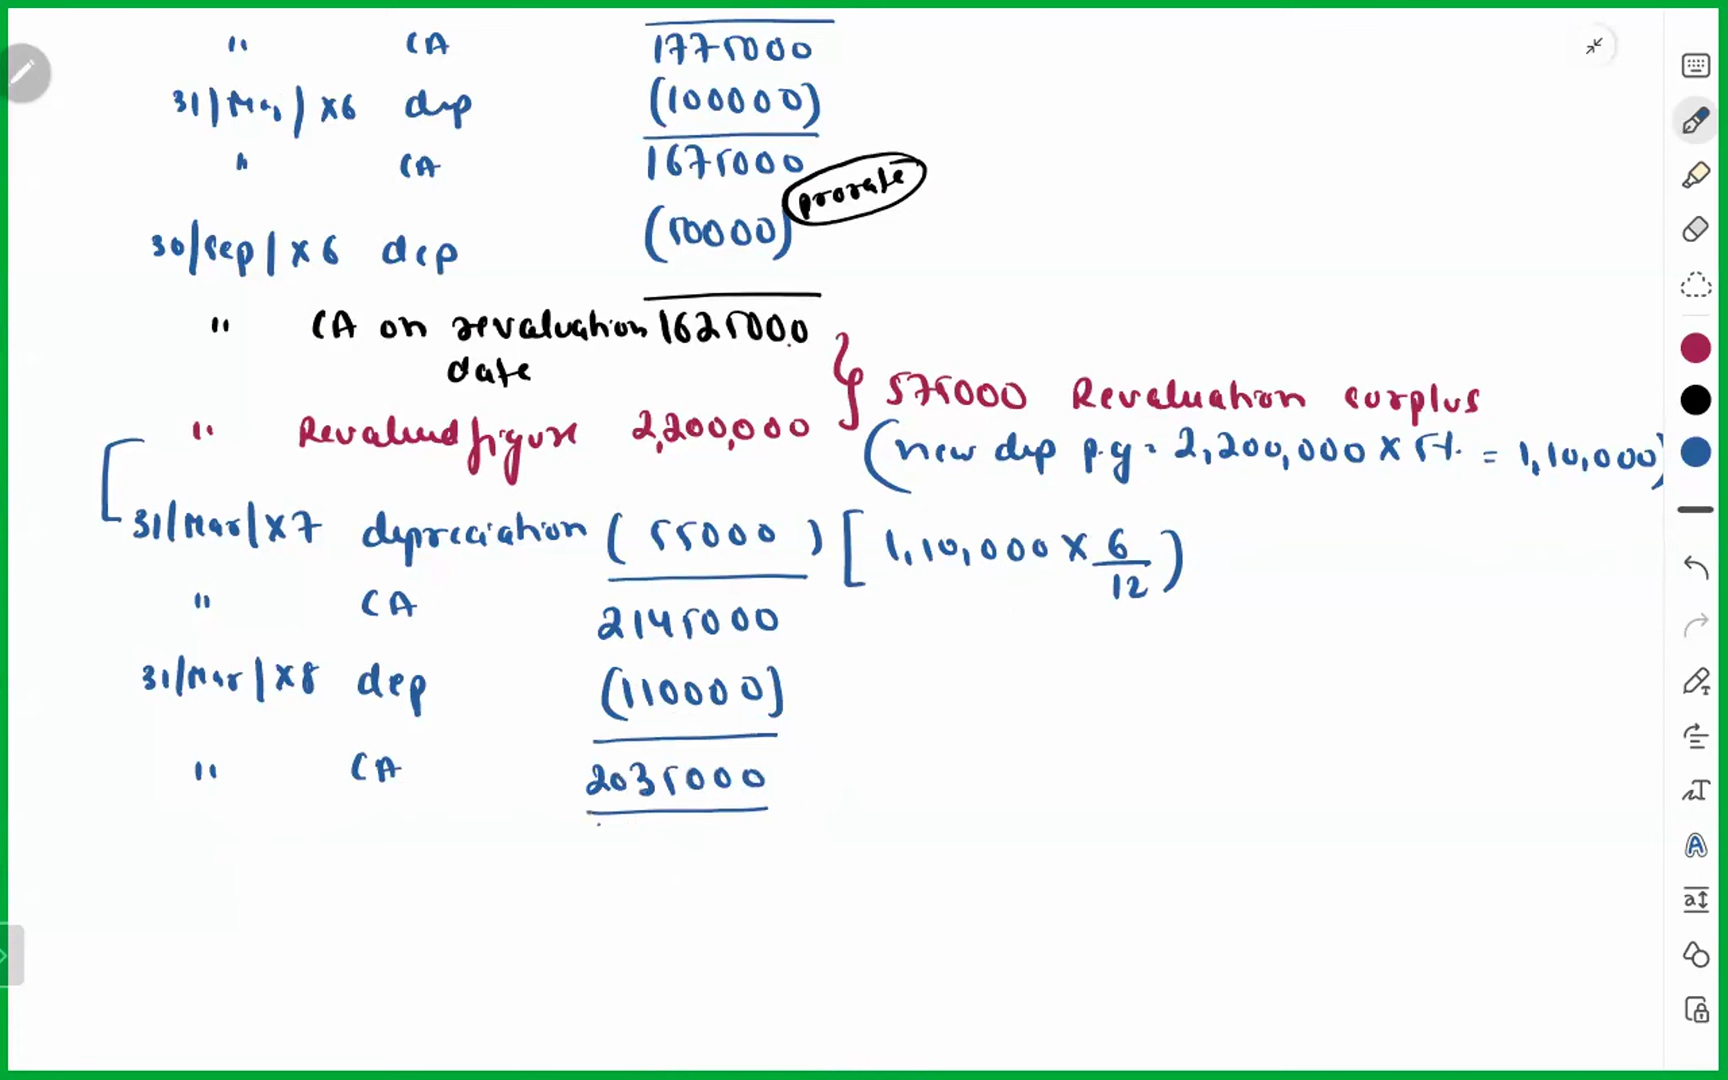 " CA 1775000
31/Mar/X6 dep (100000)
" CA 1675000
prorate
30/Sep/X6 dep (50000)
" CA on revaluation 1625000
date
575000 Revaluation surplus
" Revalued figure 2,200,000
(new dep p.y = 2,200,000 X 5%. = 1,10,000)
31/Mar/X7 depreciation (55000) [1,10,000 X 6/12)
" CA 2145000
31/Mar/X8 dep (110000)
" CA 2035000